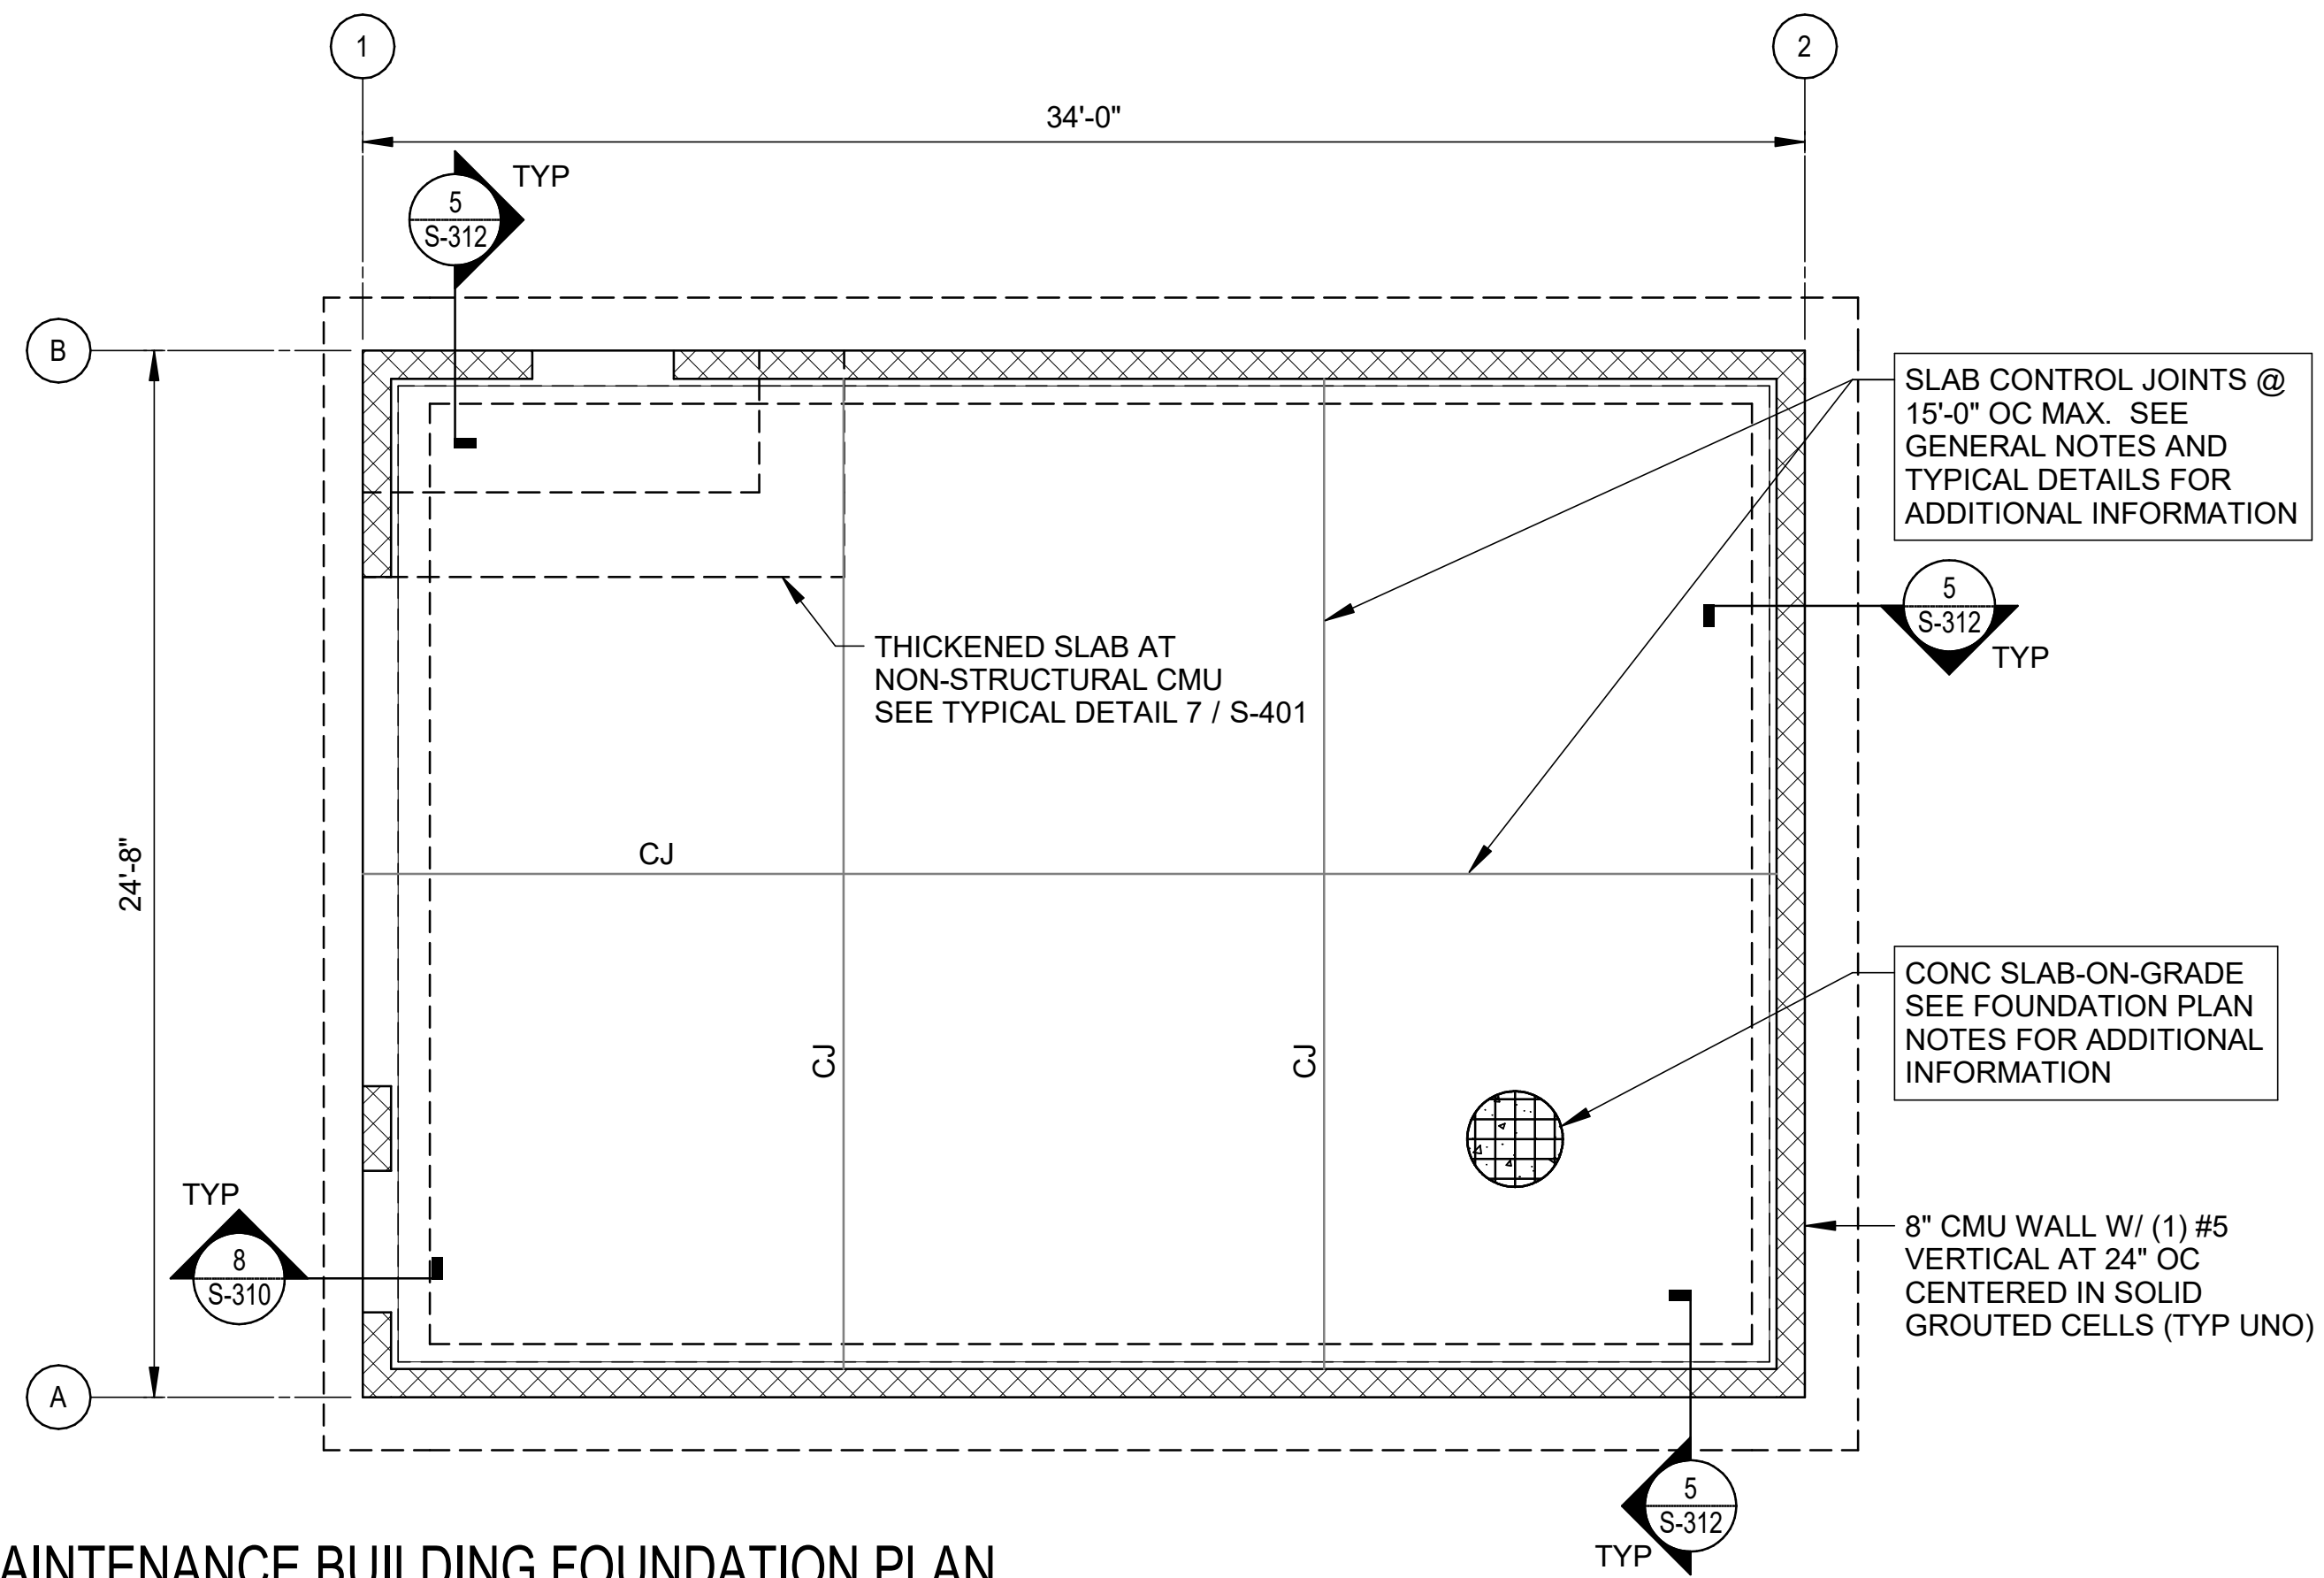 1
2
34'-0"
TYP
5
S-312
B
SLAB CONTROL JOINTS @
15'-0" OC MAX. SEE
GENERAL NOTES AND
TYPICAL DETAILS FOR
ADDITIONAL INFORMATION
5
S-312
TYP
THICKENED SLAB AT
NON-STRUCTURAL CMU
SEE TYPICAL DETAIL 7 / S-401
24'-8"
CJ
CJ
CJ
CONC SLAB-ON-GRADE
SEE FOUNDATION PLAN
NOTES FOR ADDITIONAL
INFORMATION
TYP
8
S-310
8" CMU WALL W/ (1) #5
VERTICAL AT 24" OC
CENTERED IN SOLID
GROUTED CELLS (TYP UNO)
A
5
S-312
TYP
AINTENANCE BUILDING FOUNDATION PLAN